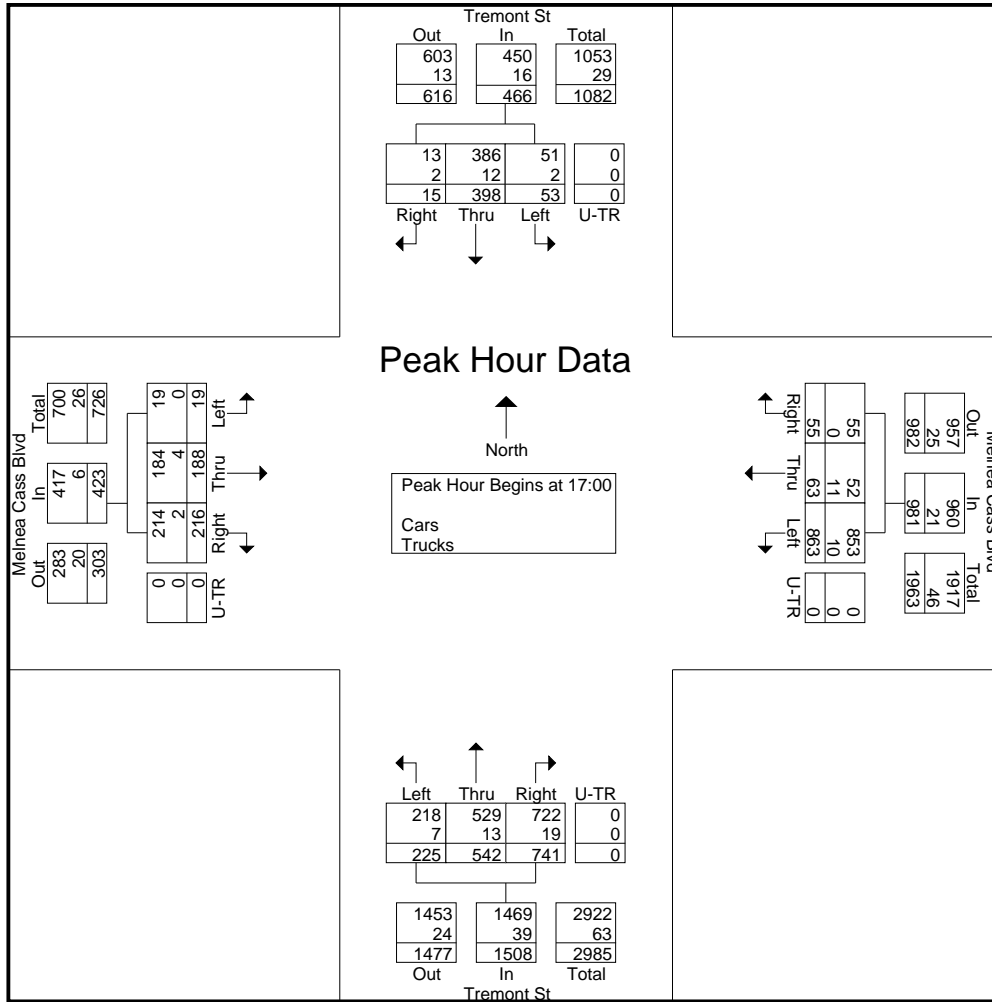 Tremont St
Out In Total
603 450 1053
13 16 29
616 466 1082
13 386 51 0
2 12 2 0
15 398 53 0
Right Thru Left U-TR
Peak Hour Data
North
Peak Hour Begins at 17:00
Cars
Trucks
Melnea Cass Blvd
Out In Total
283 417 700
20 6 26
303 423 726
19 184 214 0
0 4 2 0
19 188 216 0
Left Thru Right U-TR
Melnea Cass Blvd
Out In Total
957 960 1917
25 21 46
982 981 1963
55 52 853 0
0 11 10 0
55 63 863 0
Right Thru Left U-TR
Left Thru Right U-TR
218 529 722 0
7 13 19 0
225 542 741 0
1453 1469 2922
24 39 63
1477 1508 2985
Out In Total
Tremont St